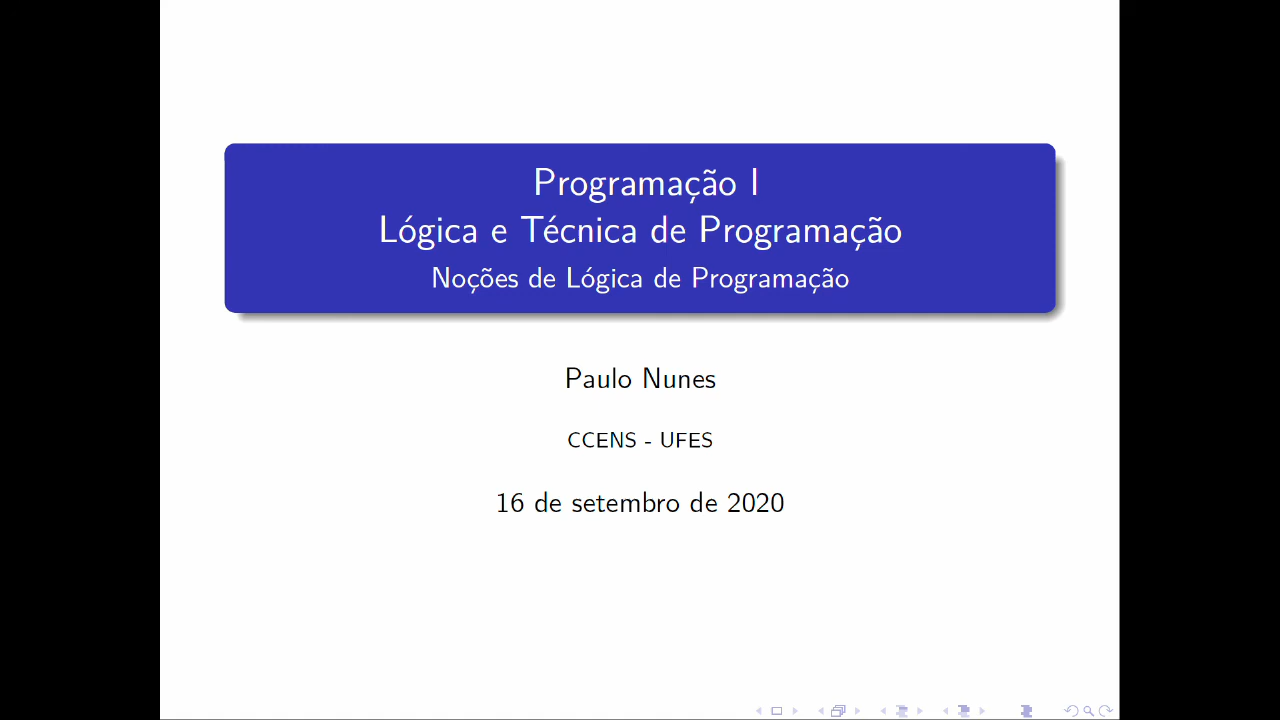 Programação I
Lógica e Técnica de Programação
Noções de Lógica de Programação
Paulo Nunes
CCENS - UFES
16 de setembro de 2020